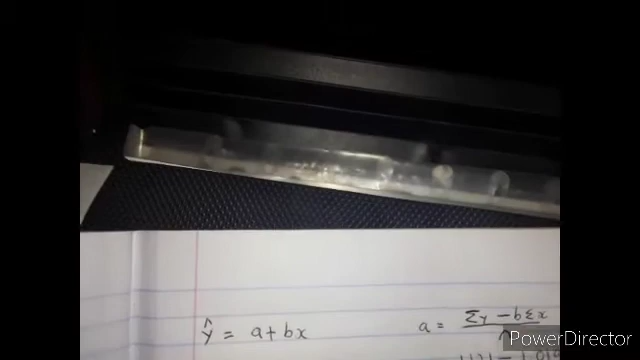 ŷ = a + bx
a = Σy - bΣx
PowerDirector